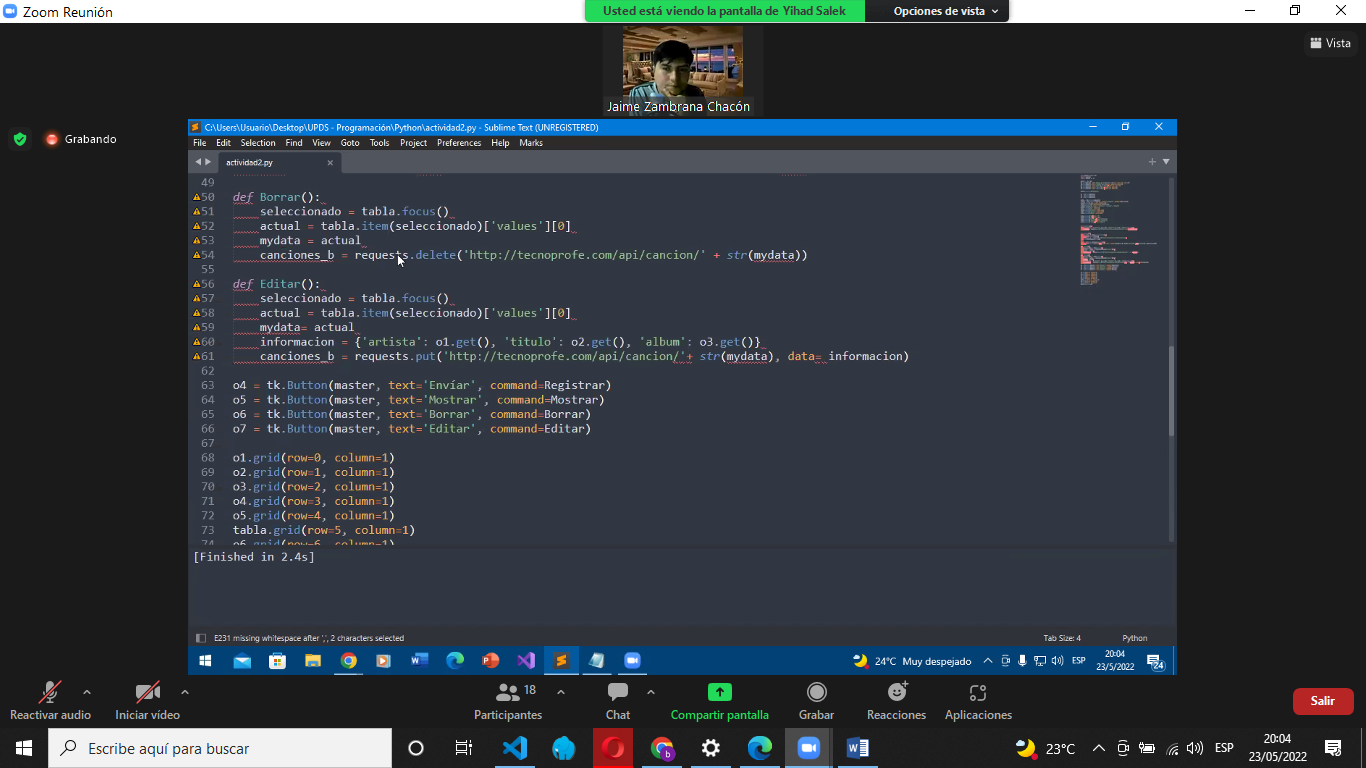 Zoom Reunión
Usted está viendo la pantalla de Yihad Salek
Opciones de vista
Vista
Jaime Zambrana Chacón
Grabando
C:\Users\Usuario\Desktop\UPDS - Programación\Python\actividad2.py - Sublime Text (UNREGISTERED)
File Edit Selection Find View Goto Tools Project Preferences Help Marks
actividad2.py
49
50 def Borrar():
51     seleccionado = tabla.focus()
52     actual = tabla.item(seleccionado)['values'][0]
53     mydata = actual
54     canciones_b = requests.delete('http://tecnoprofe.com/api/cancion/' + str(mydata))
55
56 def Editar():
57     seleccionado = tabla.focus()
58     actual = tabla.item(seleccionado)['values'][0]
59     mydata= actual
60     informacion = {'artista': o1.get(), 'titulo': o2.get(), 'album': o3.get()}
61     canciones_b = requests.put('http://tecnoprofe.com/api/cancion/'+ str(mydata), data= informacion)
62
63 o4 = tk.Button(master, text='Envíar', command=Registrar)
64 o5 = tk.Button(master, text='Mostrar', command=Mostrar)
65 o6 = tk.Button(master, text='Borrar', command=Borrar)
66 o7 = tk.Button(master, text='Editar', command=Editar)
67
68 o1.grid(row=0, column=1)
69 o2.grid(row=1, column=1)
70 o3.grid(row=2, column=1)
71 o4.grid(row=3, column=1)
72 o5.grid(row=4, column=1)
73 tabla.grid(row=5, column=1)
74 o6.grid(row=6, column=1)
[Finished in 2.4s]
E231 missing whitespace after ',', 2 characters selected
Tab Size: 4
Python
24°C Muy despejado
ESP
20:04
23/5/2022
24
Reactivar audio
Iniciar vídeo
18
Participantes
Chat
Compartir pantalla
Grabar
Reacciones
Aplicaciones
Salir
Escribe aquí para buscar
23°C
ESP
20:04
23/05/2022